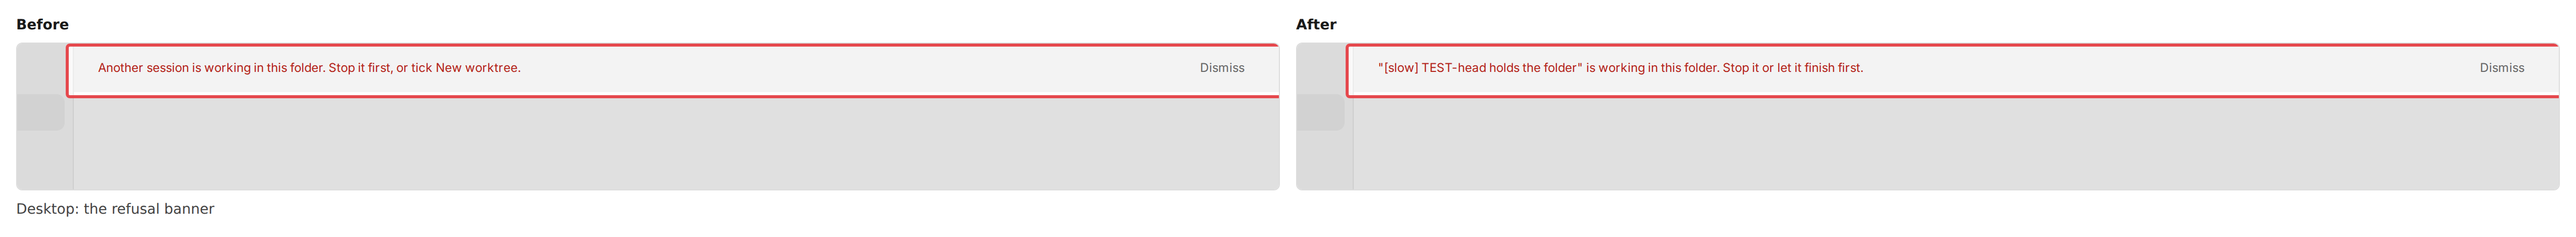 Before
Another session is working in this folder. Stop it first, or tick New worktree.
Dismiss
Desktop: the refusal banner
After
"[slow] TEST-head holds the folder" is working in this folder. Stop it or let it finish first.
Dismiss